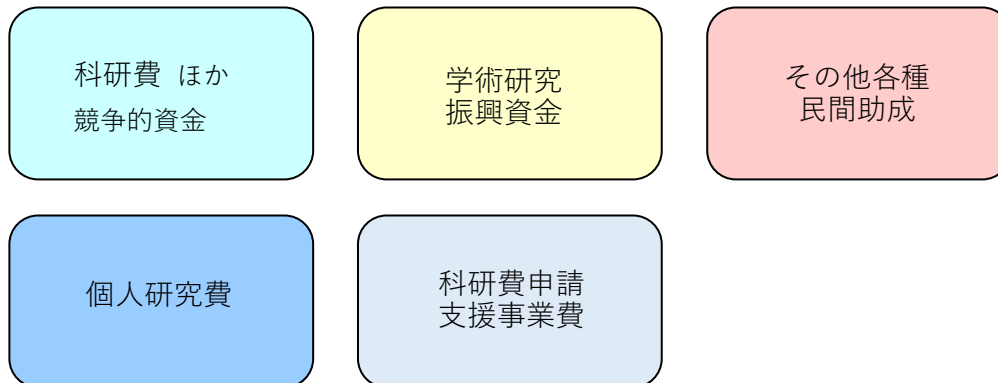 科研費 ほか
競争的資金
学術研究
振興資金
その他各種
民間助成
個人研究費
科研費申請
支援事業費